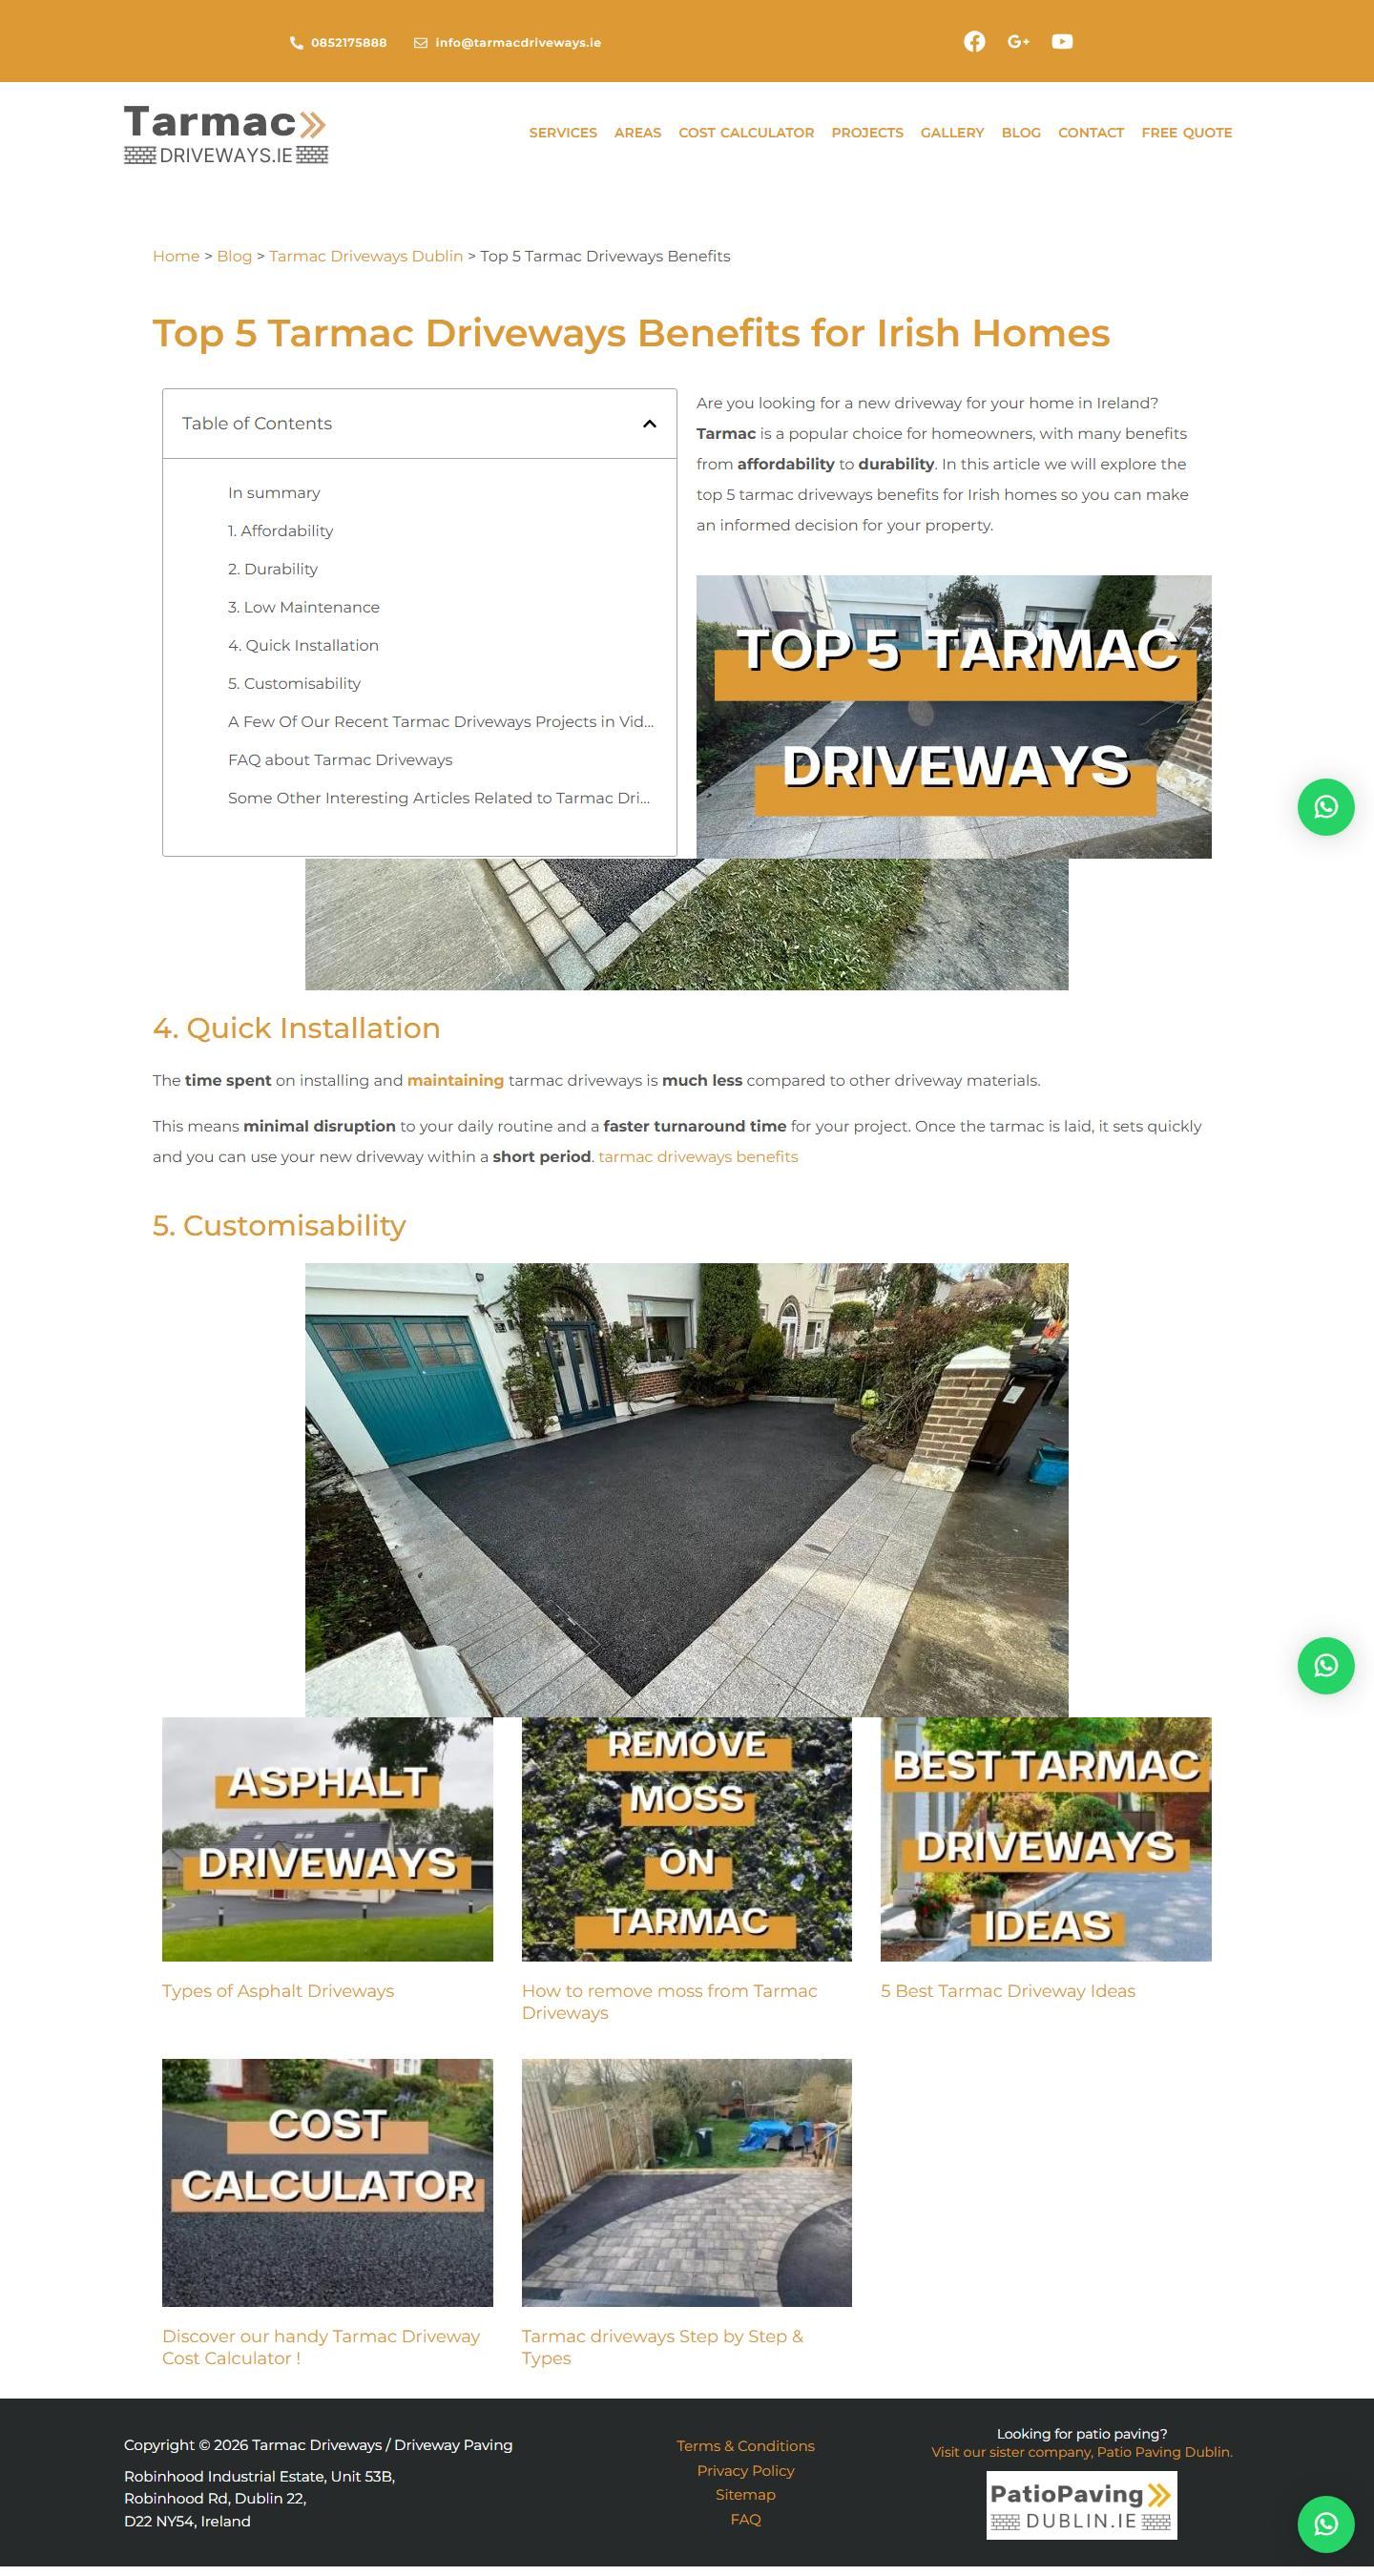 0852175888
info@tarmacdriveways.ie
Tarmac
DRIVEWAYS.IE
SERVICES AREAS COST CALCULATOR PROJECTS GALLERY BLOG CONTACT FREE QUOTE
Home > Blog > Tarmac Driveways Dublin > Top 5 Tarmac Driveways Benefits
Top 5 Tarmac Driveways Benefits for Irish Homes
Table of Contents
In summary
1. Affordability
2. Durability
3. Low Maintenance
4. Quick Installation
5. Customisability
A Few Of Our Recent Tarmac Driveways Projects in Vid...
FAQ about Tarmac Driveways
Some Other Interesting Articles Related to Tarmac Dri...
Are you looking for a new driveway for your home in Ireland?
Tarmac is a popular choice for homeowners, with many benefits
from affordability to durability. In this article we will explore the
top 5 tarmac driveways benefits for Irish homes so you can make
an informed decision for your property.
TOP 5 TARMAC
DRIVEWAYS
4. Quick Installation
The time spent on installing and maintaining tarmac driveways is much less compared to other driveway materials.
This means minimal disruption to your daily routine and a faster turnaround time for your project. Once the tarmac is laid, it sets quickly
and you can use your new driveway within a short period. tarmac driveways benefits
5. Customisability
ASPHALT
DRIVEWAYS
Types of Asphalt Driveways
REMOVE
MOSS
ON
TARMAC
How to remove moss from Tarmac
Driveways
BEST TARMAC
DRIVEWAYS
IDEAS
5 Best Tarmac Driveway Ideas
COST
CALCULATOR
Discover our handy Tarmac Driveway
Cost Calculator !
Tarmac driveways Step by Step &
Types
Copyright © 2026 Tarmac Driveways / Driveway Paving
Robinhood Industrial Estate, Unit 53B,
Robinhood Rd, Dublin 22,
D22 NY54, Ireland
Terms & Conditions
Privacy Policy
Sitemap
FAQ
Looking for patio paving?
Visit our sister company, Patio Paving Dublin.
PatioPaving
DUBLIN.IE